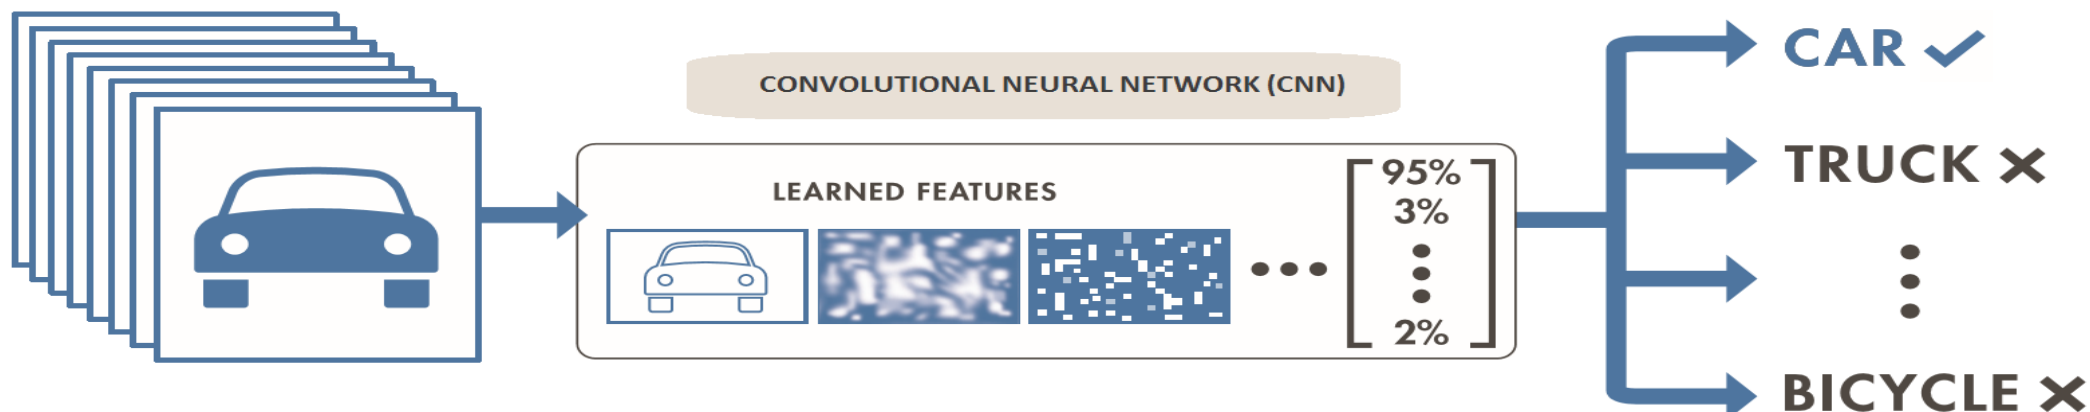 CONVOLUTIONAL NEURAL NETWORK (CNN)
LEARNED FEATURES
95%
3%
2%
CAR
TRUCK
BICYCLE